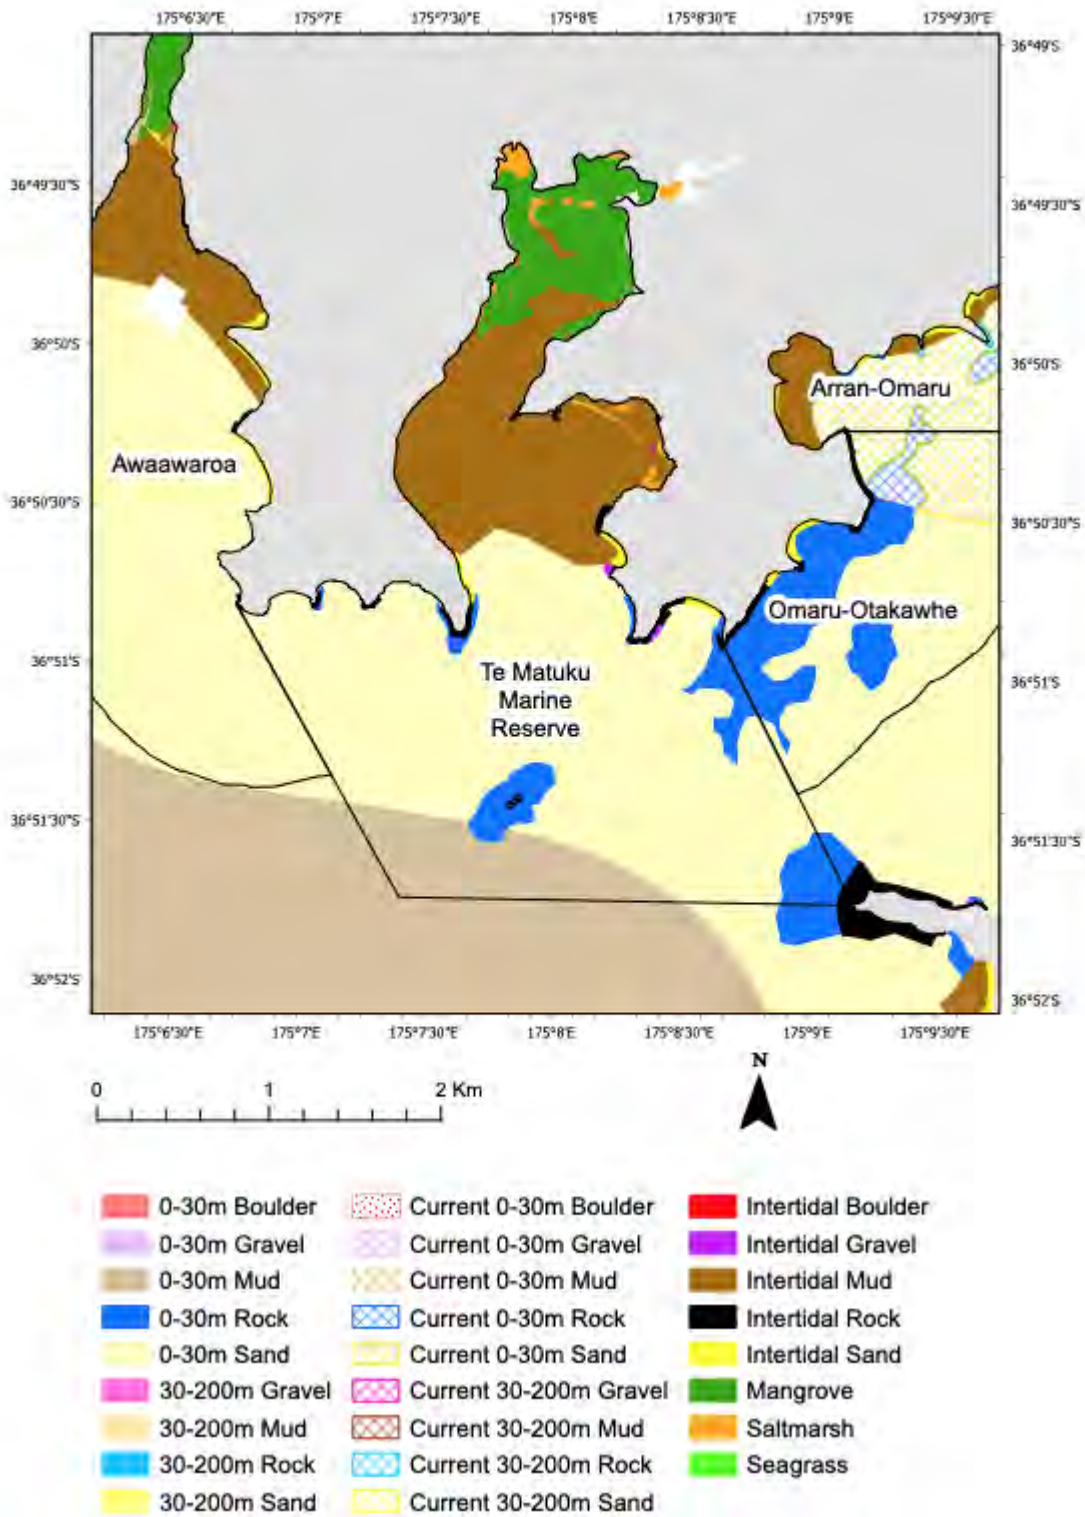 175°6'30"E 175°7'E 175°7'30"E 175°8'E 175°8'30"E 175°9'E 175°9'30"E
36°49'S
36°49'30"S
36°49'30"S
36°50'S
36°50'S
Arran-Omaru
Awaawaroa
36°50'30"S
36°50'30"S
Omaru-Otakawhe
36°51'S
36°51'S
Te Matuku
Marine
Reserve
36°51'30"S
36°51'30"S
36°52'S
36°52'S
175°6'30"E 175°7'E 175°7'30"E 175°8'E 175°8'30"E 175°9'E 175°9'30"E
N
0 1 2 Km
0-30m Boulder
0-30m Gravel
0-30m Mud
0-30m Rock
0-30m Sand
30-200m Gravel
30-200m Mud
30-200m Rock
30-200m Sand
Current 0-30m Boulder
Current 0-30m Gravel
Current 0-30m Mud
Current 0-30m Rock
Current 0-30m Sand
Current 30-200m Gravel
Current 30-200m Mud
Current 30-200m Rock
Current 30-200m Sand
Intertidal Boulder
Intertidal Gravel
Intertidal Mud
Intertidal Rock
Intertidal Sand
Mangrove
Saltmarsh
Seagrass